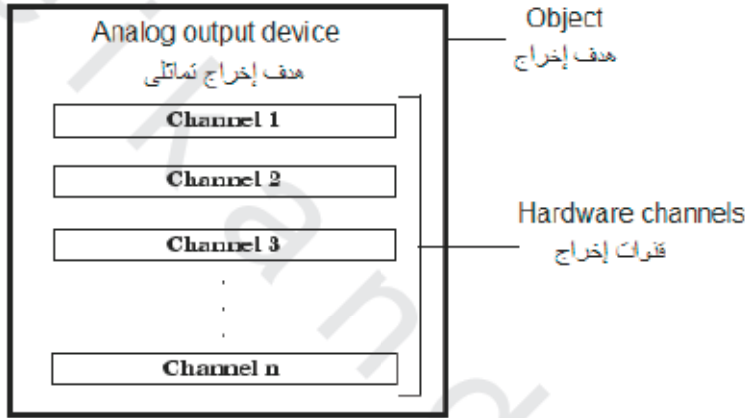 Analog output device
هدف إخراج تماثلى
Channel 1
Channel 2
Channel 3
.
.
.
Channel n
Object
هدف إخراج
Hardware channels
قنوات إخراج